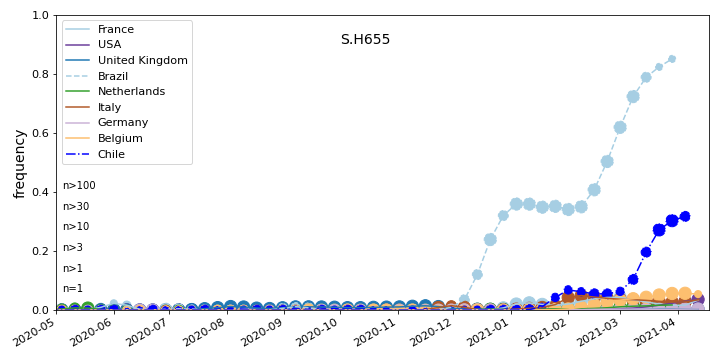 S.H655
France
USA
United Kingdom
Brazil
Netherlands
Italy
Germany
Belgium
Chile
n>100
n>30
n>10
n>3
n>1
n=1
frequency
1.0
0.8
0.6
0.4
0.2
0.0
2020-05
2020-06
2020-07
2020-08
2020-09
2020-10
2020-11
2020-12
2021-01
2021-02
2021-03
2021-04